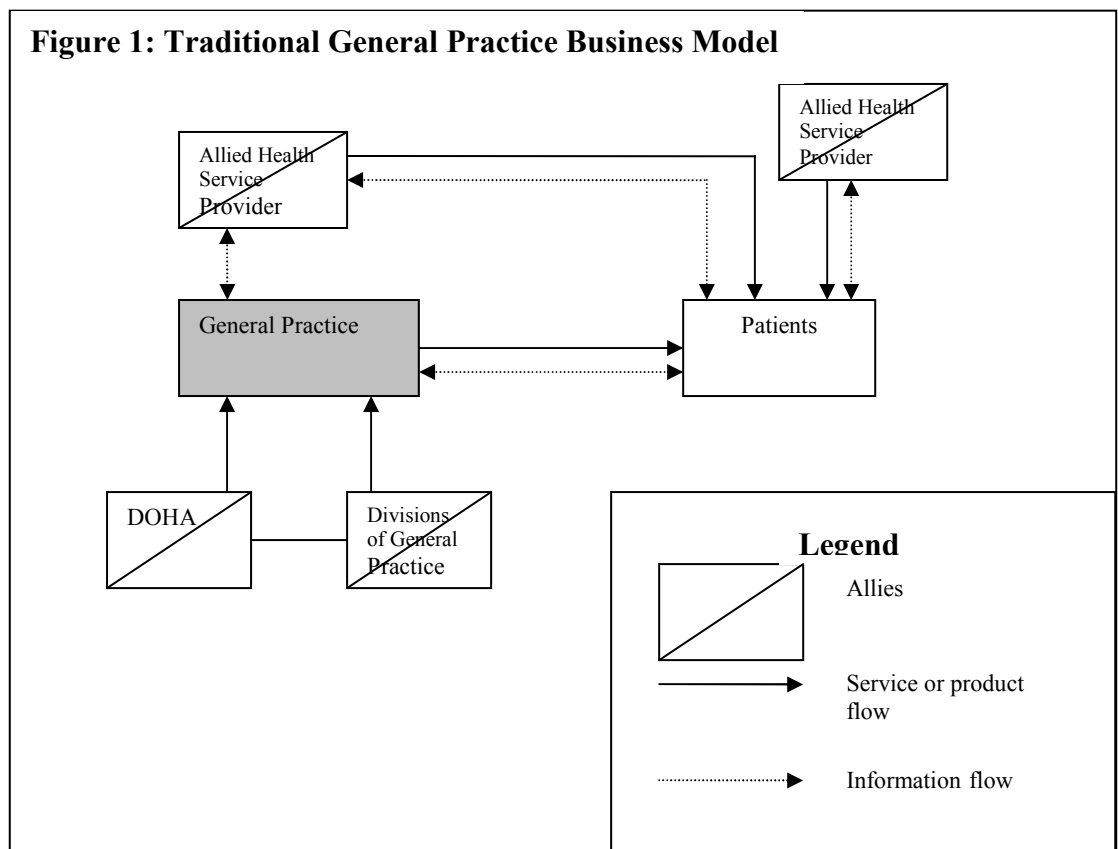 Figure 1: Traditional General Practice Business Model
Allied Health
Service
Provider
Allied Health
Service
Provider
General Practice
Patients
DOHA
Divisions
of General
Practice
Legend
Allies
Service or product
flow
Information flow